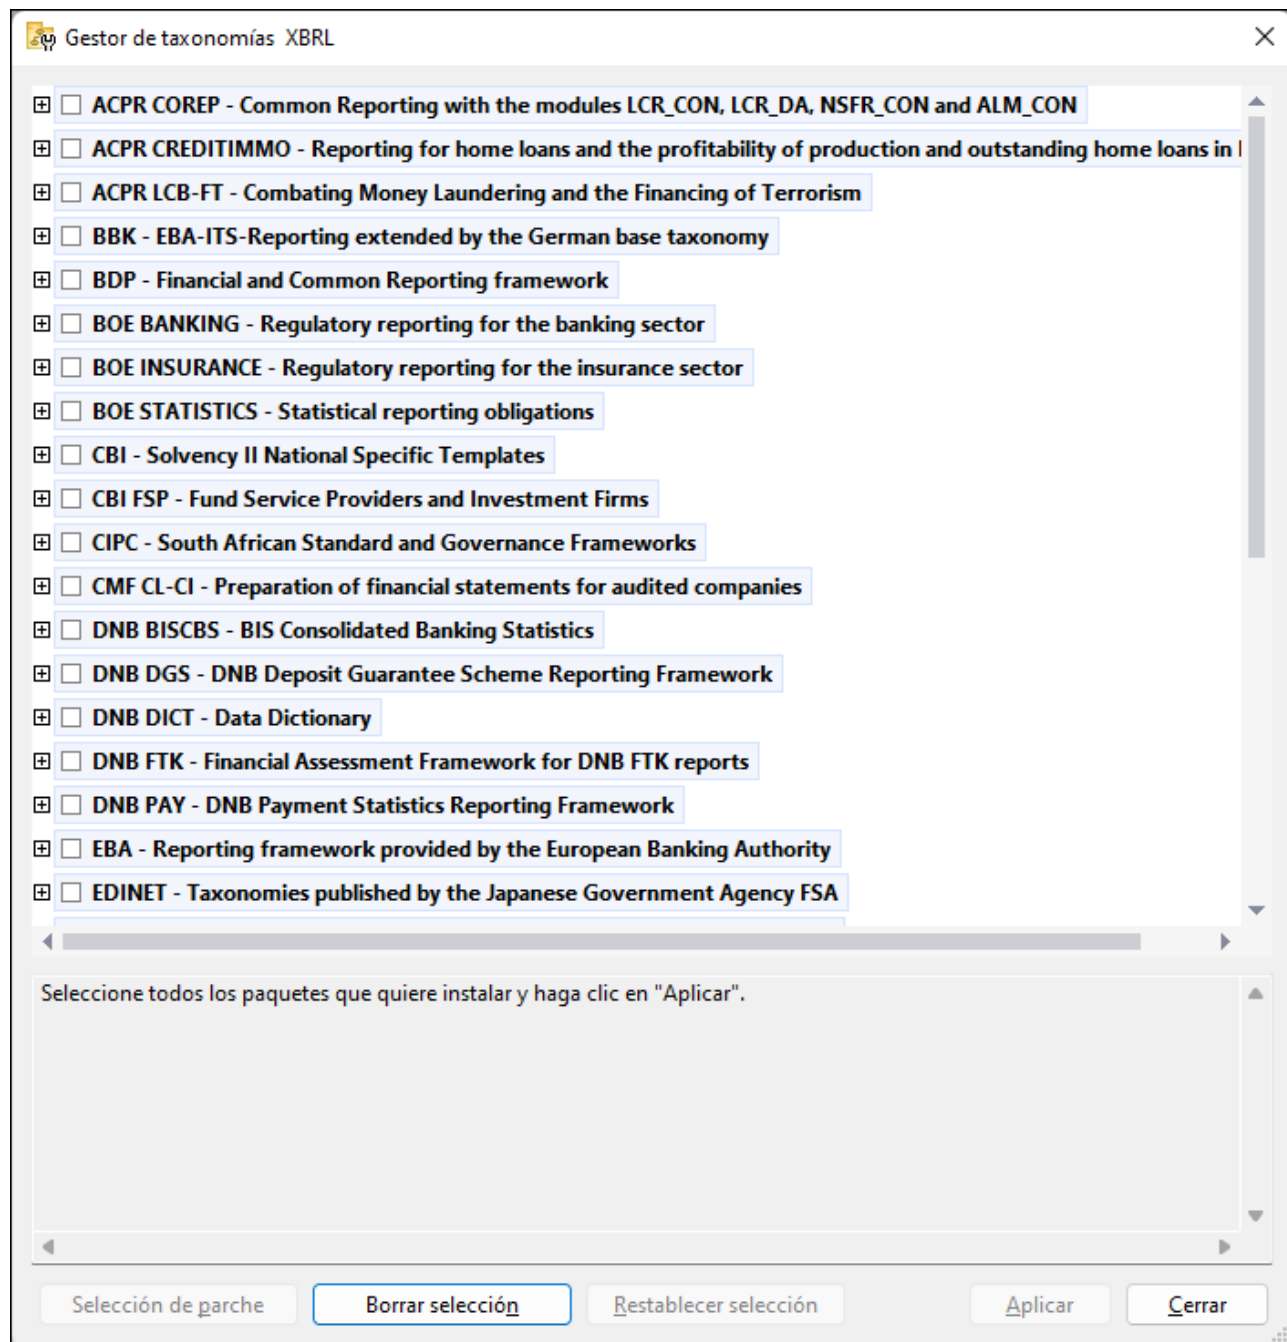 Gestor de taxonomías XBRL
ACPR COREP - Common Reporting with the modules LCR_CON, LCR_DA, NSFR_CON and ALM_CON
ACPR CREDITIMMO - Reporting for home loans and the profitability of production and outstanding home loans in
ACPR LCB-FT - Combating Money Laundering and the Financing of Terrorism
BBK - EBA-ITS-Reporting extended by the German base taxonomy
BDP - Financial and Common Reporting framework
BOE BANKING - Regulatory reporting for the banking sector
BOE INSURANCE - Regulatory reporting for the insurance sector
BOE STATISTICS - Statistical reporting obligations
CBI - Solvency II National Specific Templates
CBI FSP - Fund Service Providers and Investment Firms
CIPC - South African Standard and Governance Frameworks
CMF CL-CI - Preparation of financial statements for audited companies
DNB BISCBS - BIS Consolidated Banking Statistics
DNB DGS - DNB Deposit Guarantee Scheme Reporting Framework
DNB DICT - Data Dictionary
DNB FTK - Financial Assessment Framework for DNB FTK reports
DNB PAY - DNB Payment Statistics Reporting Framework
EBA - Reporting framework provided by the European Banking Authority
EDINET - Taxonomies published by the Japanese Government Agency FSA
Seleccione todos los paquetes que quiere instalar y haga clic en "Aplicar".
Selección de parche
Borrar selección
Restablecer selección
Aplicar
Cerrar